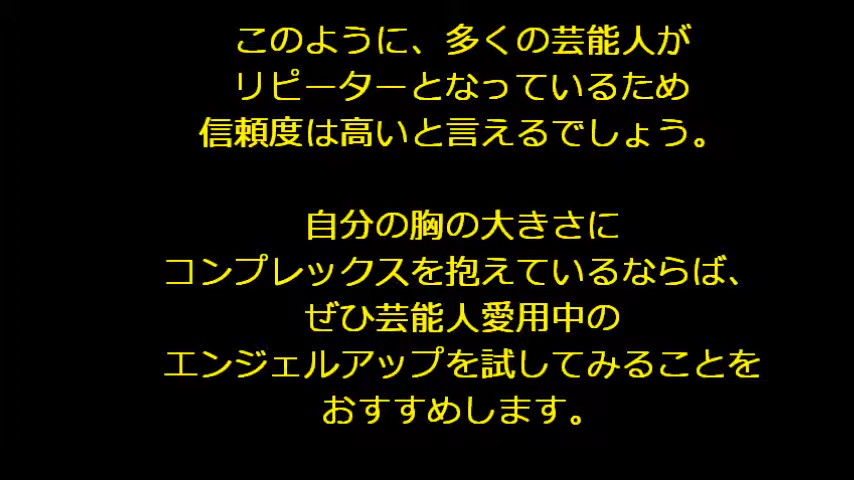 このように、多くの芸能人が
リピーターとなっているため
信頼度は高いと言えるでしょう。
自分の胸の大きさに
コンプレックスを抱えているならば、
ぜひ芸能人愛用中の
エンジェルアップを試してみることを
おすすめします。